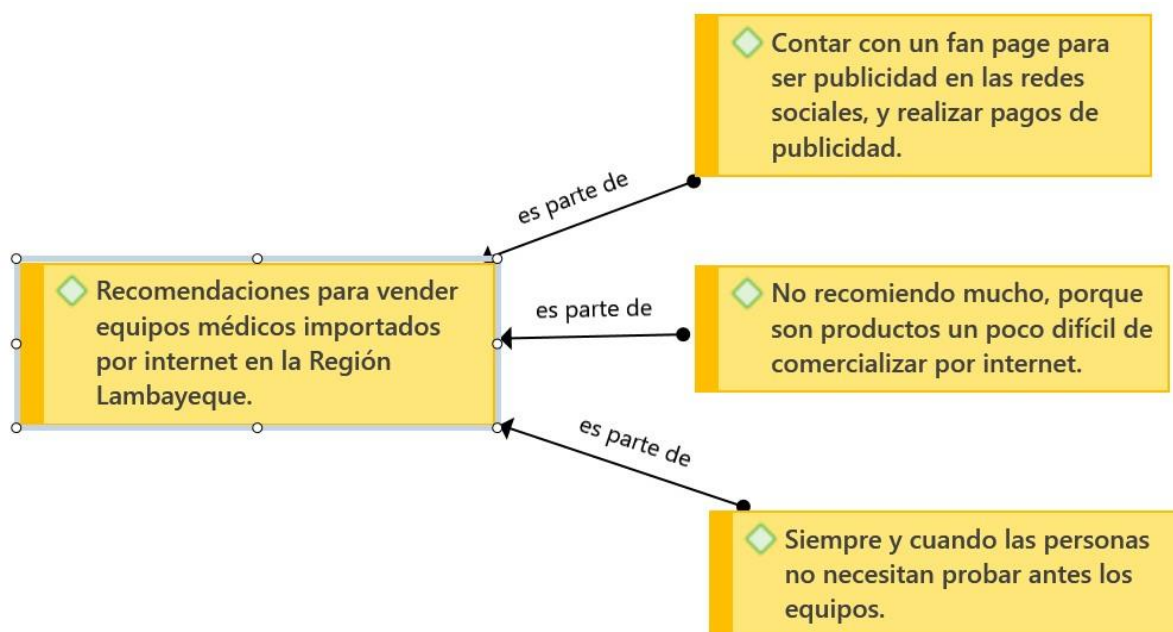 Contar con un fan page para
ser publicidad en las redes
sociales, y realizar pagos de
publicidad.
es parte de
Recomendaciones para vender
equipos médicos importados
por internet en la Región
Lambayeque.
es parte de
No recomiendo mucho, porque
son productos un poco difícil de
comercializar por internet.
es parte de
Siempre y cuando las personas
no necesitan probar antes los
equipos.